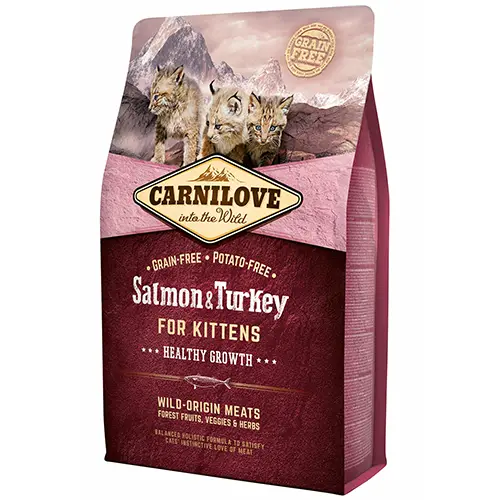 GRAIN
FREE
CARNILOVE
into the Wild
• GRAIN-FREE • POTATO-FREE •
Salmon & Turkey
FOR KITTENS
*** HEALTHY GROWTH ***
WILD-ORIGIN MEATS
FOREST FRUITS, VEGGIES & HERBS
BALANCED HOLISTIC FORMULA TO SATISFY
CATS' INSTINCTIVE LOVE OF MEAT